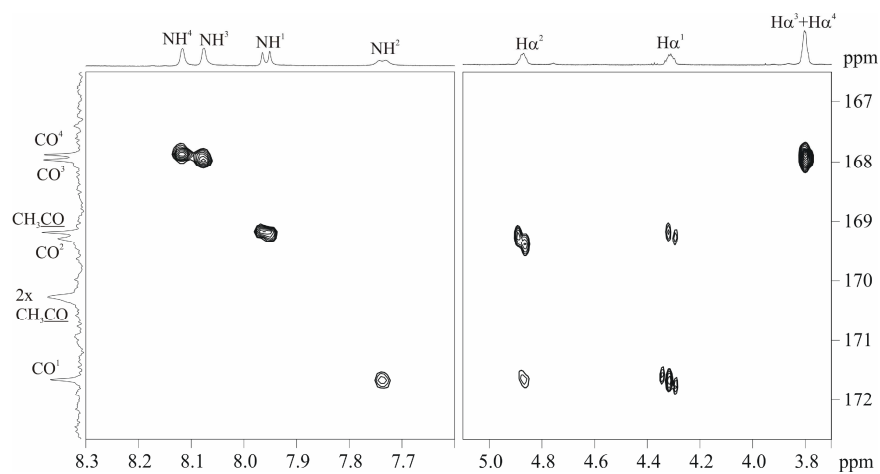 NH⁴ NH³ NH¹ NH² Hα² Hα¹ Hα³+Hα⁴
ppm
167
CO⁴
168
CO³
CH₃CO
169
CO²
170
2x
CH₃CO
171
CO¹
172
8.3 8.2 8.1 8.0 7.9 7.8 7.7 5.0 4.8 4.6 4.4 4.2 4.0 3.8 ppm